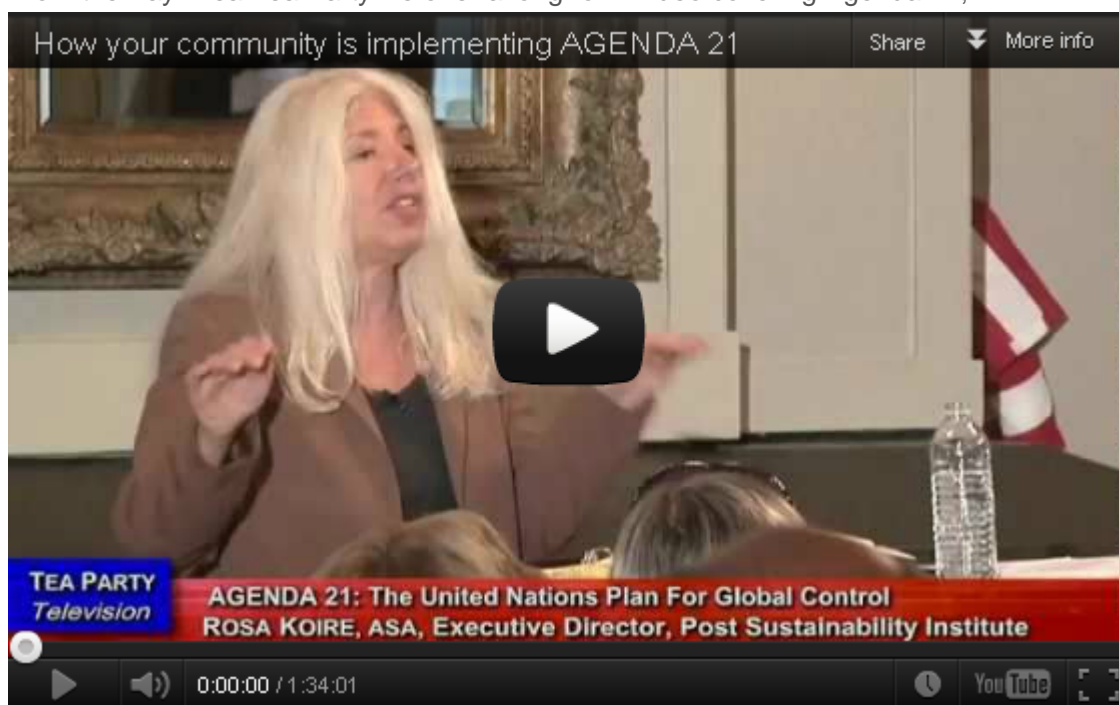 How your community is implementing AGENDA 21
Share
More info
TEA PARTY
Television
AGENDA 21: The United Nations Plan For Global Control
ROSA KOIRE, ASA, Executive Director, Post Sustainability Institute
0:00:00 / 1:34:01
YouTube